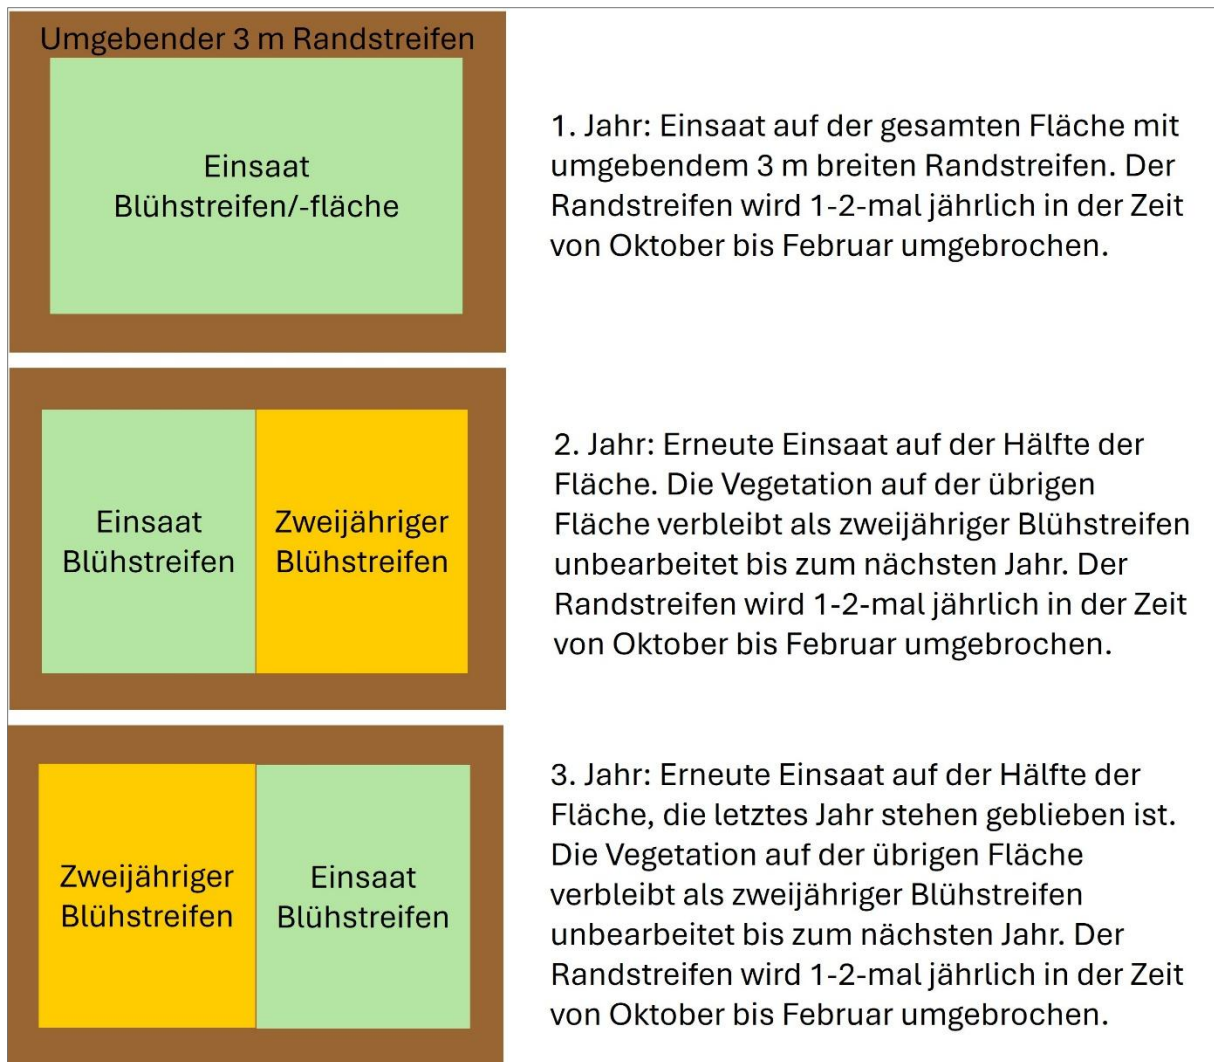 Umgebender 3 m Randstreifen
Einsaat
Blühstreifen/-fläche
1. Jahr: Einsaat auf der gesamten Fläche mit
umgebendem 3 m breiten Randstreifen. Der
Randstreifen wird 1-2-mal jährlich in der Zeit
von Oktober bis Februar umgebrochen.
Einsaat
Blühstreifen
Zweijähriger
Blühstreifen
2. Jahr: Erneute Einsaat auf der Hälfte der
Fläche. Die Vegetation auf der übrigen
Fläche verbleibt als zweijähriger Blühstreifen
unbearbeitet bis zum nächsten Jahr. Der
Randstreifen wird 1-2-mal jährlich in der Zeit
von Oktober bis Februar umgebrochen.
Zweijähriger
Blühstreifen
Einsaat
Blühstreifen
3. Jahr: Erneute Einsaat auf der Hälfte der
Fläche, die letztes Jahr stehen geblieben ist.
Die Vegetation auf der übrigen Fläche
verbleibt als zweijähriger Blühstreifen
unbearbeitet bis zum nächsten Jahr. Der
Randstreifen wird 1-2-mal jährlich in der Zeit
von Oktober bis Februar umgebrochen.